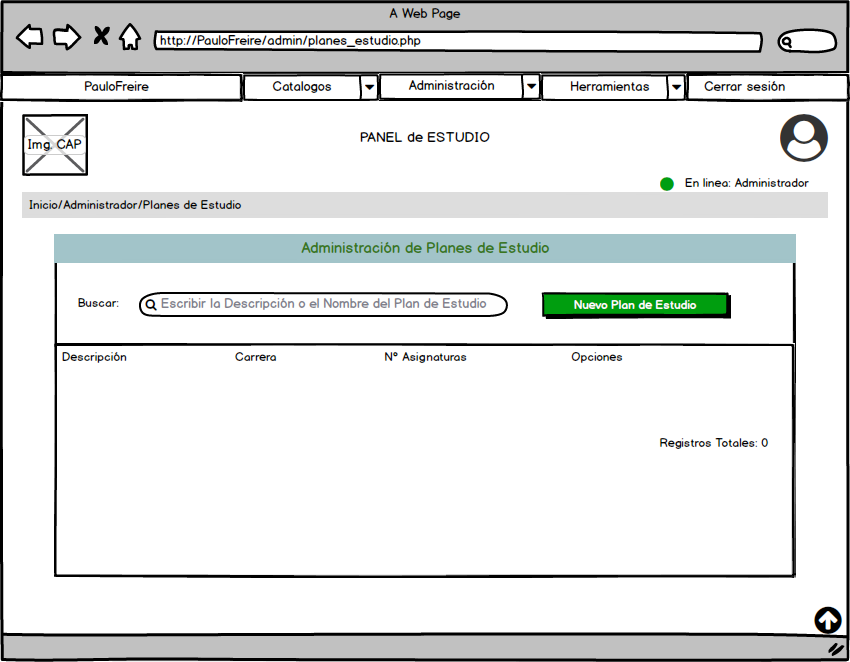 A Web Page
http://PauloFreire/admin/planes_estudio.php
PauloFreire Catalogos Administración Herramientas Cerrar sesión
Img. CAP
PANEL de ESTUDIO
En linea: Administrador
Inicio/Administrador/Planes de Estudio
Administración de Planes de Estudio
Buscar: Escribir la Descripción o el Nombre del Plan de Estudio Nuevo Plan de Estudio
Descripción Carrera Nº Asignaturas Opciones
Registros Totales: 0